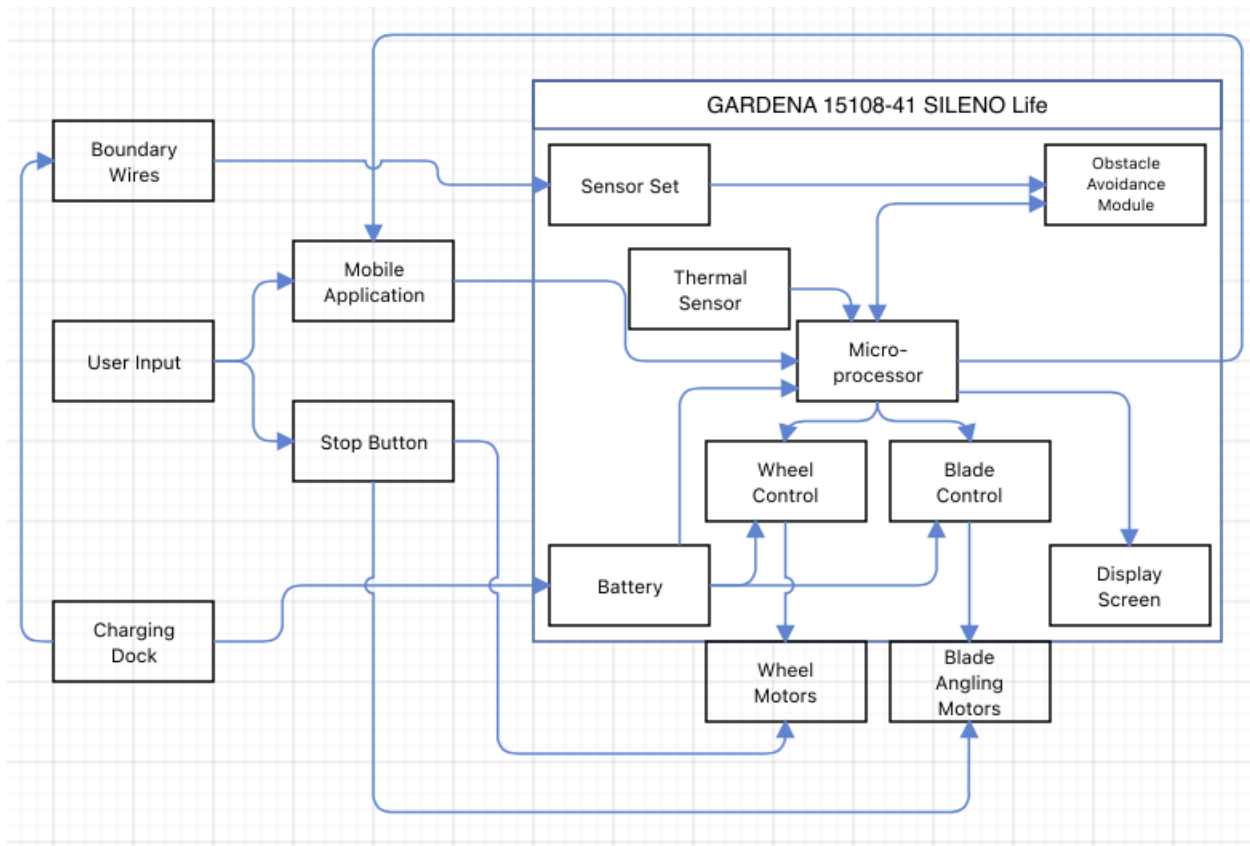 GARDENA 15108-41 SILENO Life
Boundary
Wires
Sensor Set
Obstacle
Avoidance
Module
Mobile
Application
Thermal
Sensor
User Input
Micro-
processor
Stop Button
Wheel
Control
Blade
Control
Battery
Display
Screen
Charging
Dock
Wheel
Motors
Blade
Angling
Motors